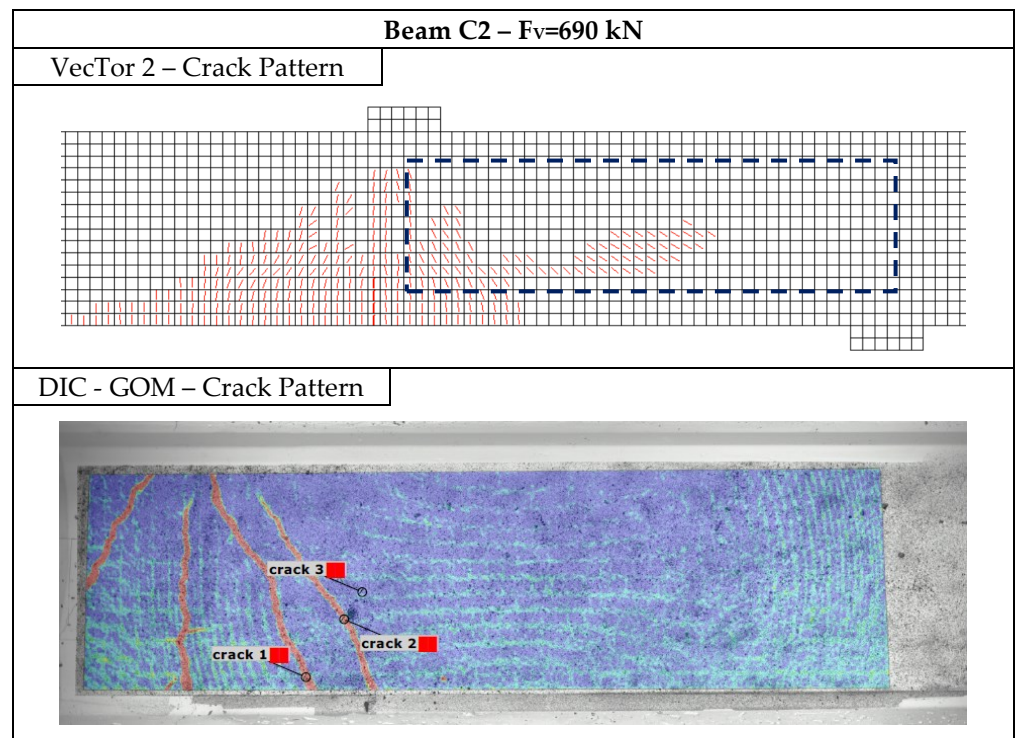 Beam C2 – Fv=690 kN
VecTor 2 – Crack Pattern
DIC - GOM – Crack Pattern
crack 3
crack 2
crack 1